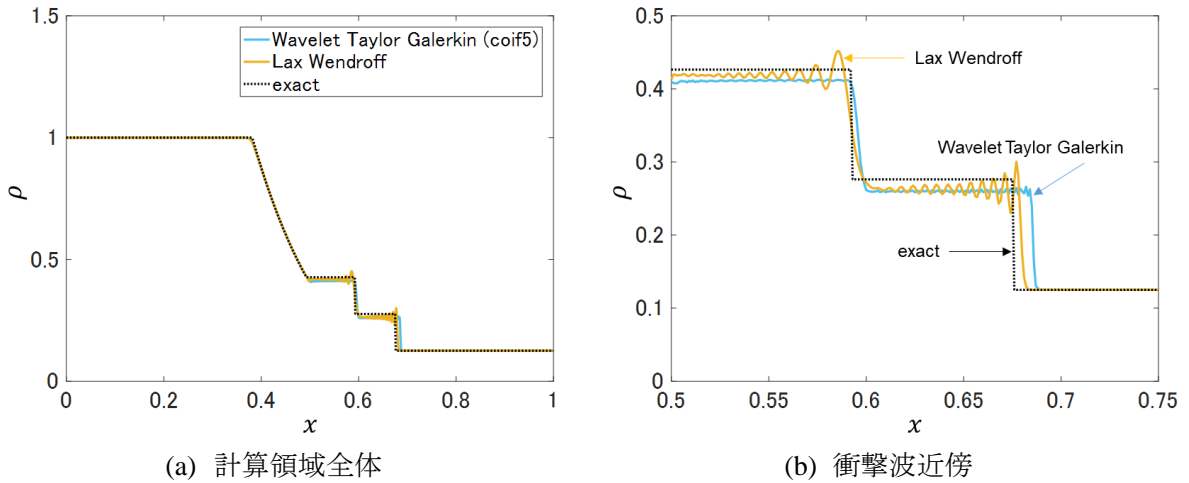 1.5
1
0.5
0
ρ
0
0.2
0.4
0.6
0.8
1
x
Wavelet Taylor Galerkin (coif5)
Lax Wendroff
exact
(a) 計算領域全体
0.5
0.4
0.3
0.2
0.1
0
ρ
0.5
0.55
0.6
0.65
0.7
0.75
x
Lax Wendroff
Wavelet Taylor Galerkin
exact
(b) 衝撃波近傍